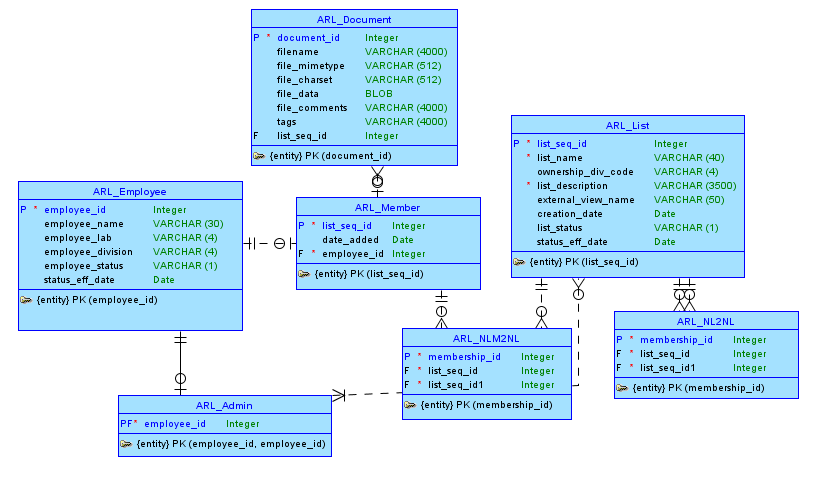 ARL_Document
P * document_id Integer
filename VARCHAR (4000)
file_mimetype VARCHAR (512)
file_charset VARCHAR (512)
file_data BLOB
file_comments VARCHAR (4000)
tags VARCHAR (4000)
F list_seq_id Integer
{entity} PK (document_id)
ARL_List
P * list_seq_id Integer
* list_name VARCHAR (40)
ownership_div_code VARCHAR (4)
* list_description VARCHAR (3500)
external_view_name VARCHAR (50)
creation_date Date
list_status VARCHAR (1)
status_eff_date Date
{entity} PK (list_seq_id)
ARL_Employee
P * employee_id Integer
employee_name VARCHAR (30)
employee_lab VARCHAR (4)
employee_division VARCHAR (4)
employee_status VARCHAR (1)
status_eff_date Date
{entity} PK (employee_id)
ARL_Member
P * list_seq_id Integer
date_added Date
F * employee_id Integer
{entity} PK (list_seq_id)
ARL_NL2NL
P * membership_id Integer
F * list_seq_id Integer
F * list_seq_id1 Integer
{entity} PK (membership_id)
ARL_NLM2NL
P * membership_id Integer
F * list_seq_id Integer
F * list_seq_id1 Integer
{entity} PK (membership_id)
ARL_Admin
PF* employee_id Integer
{entity} PK (employee_id, employee_id)